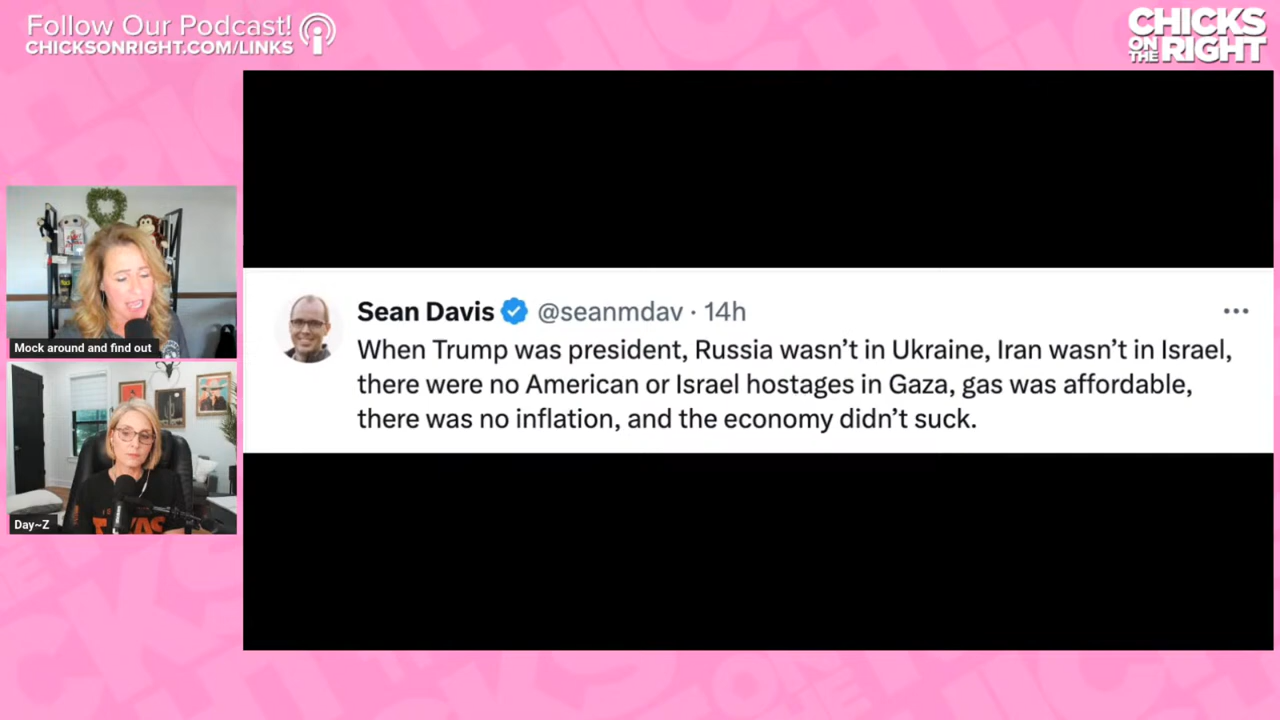 Follow Our Podcast!
CHICKSONRIGHT.COM/LINKS
CHICKS
ON THE RIGHT
Mock around and find out
Day~Z
Sean Davis @seanmdav · 14h
When Trump was president, Russia wasn't in Ukraine, Iran wasn't in Israel,
there were no American or Israel hostages in Gaza, gas was affordable,
there was no inflation, and the economy didn't suck.